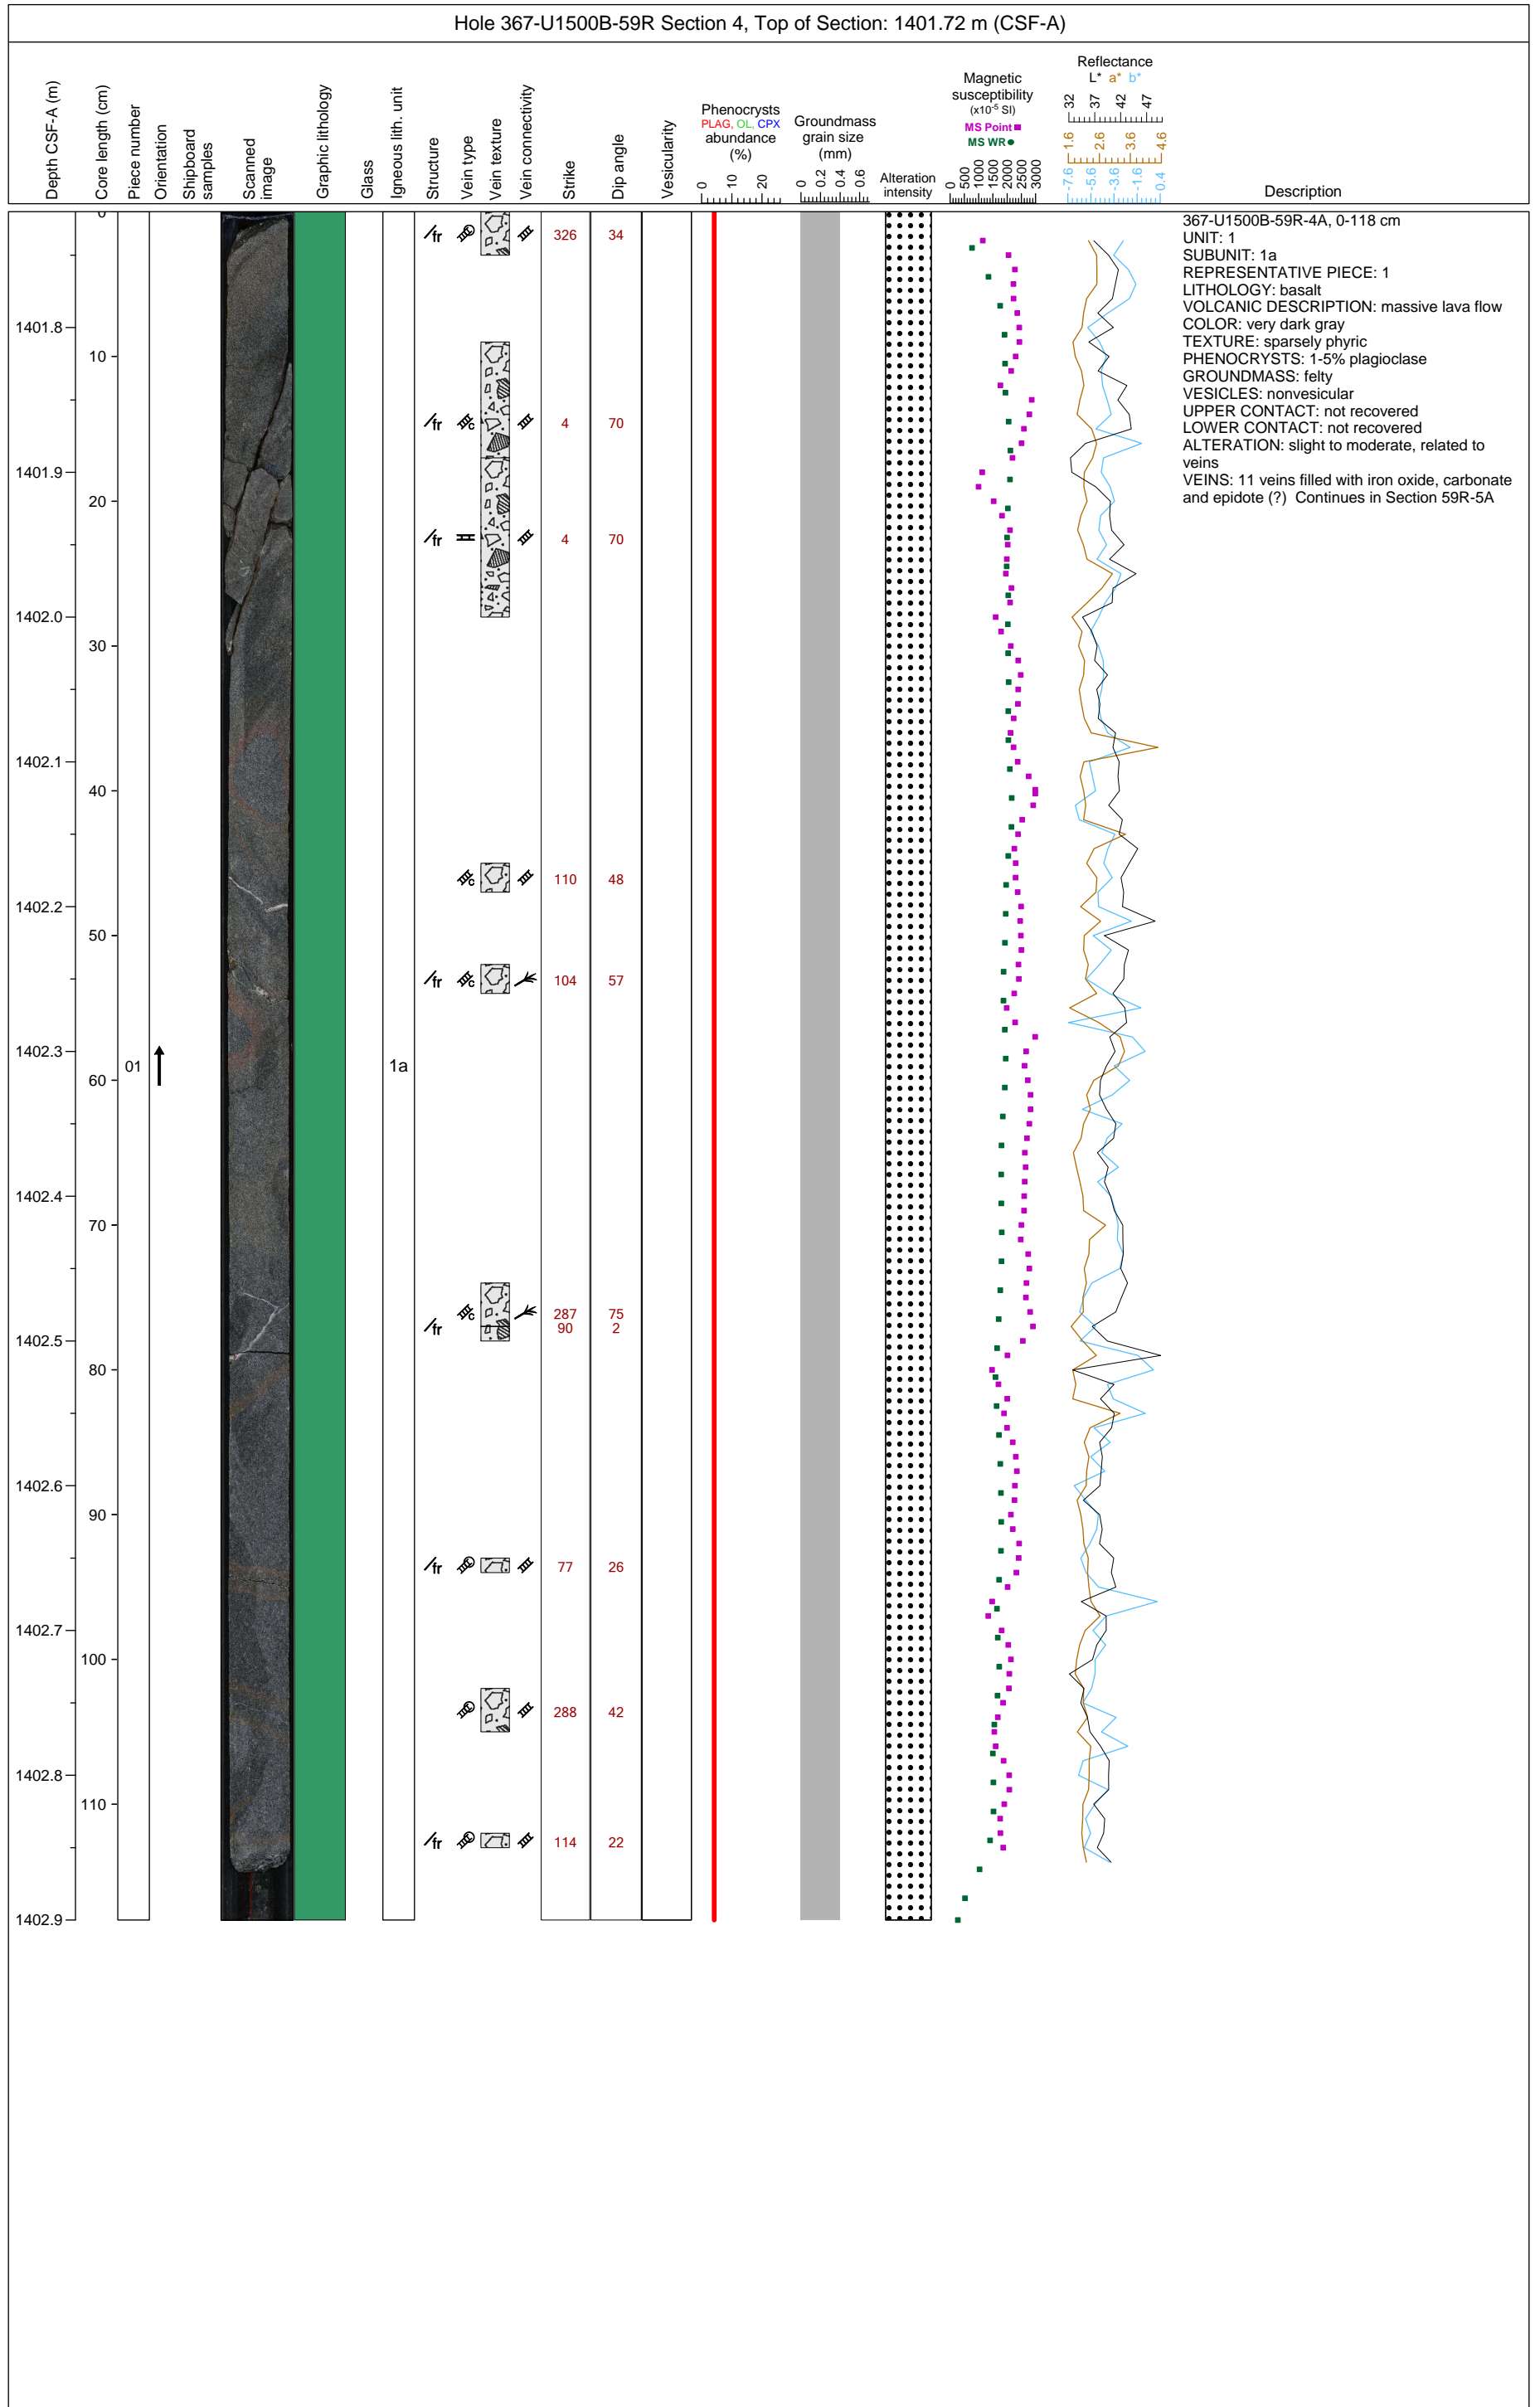 Hole 367-U1500B-59R Section 4, Top of Section: 1401.72 m (CSF-A)
Depth CSF-A (m)
Core length (cm)
Piece number
Orientation
Shipboard samples
Scanned image
Graphic lithology
Glass
Igneous lith. unit
Structure
Vein type
Vein texture
Vein connectivity
Strike
Dip angle
Vesicularity
Phenocrysts
PLAG, OL, CPX
abundance
(%)
0 10 20
Groundmass
grain size
(mm)
0 0.2 0.4 0.6
Alteration
intensity
Magnetic
susceptibility
(x10⁻⁵ SI)
MS Point
MS WR
0 500 1000 1500 2000 2500 3000
Reflectance
L* a* b*
32 37 42 47
1.6 2.6 3.6 4.6
-7.6 -5.6 -3.6 -1.6 0.4
Description
0
1401.8
10
1401.9
20
1402.0
30
1402.1
40
1402.2
50
1402.3
60
1402.4
70
1402.5
80
1402.6
90
1402.7
100
1402.8
110
1402.9
01
1a
fr 326 34
fr c 4 70
fr 4 70
c 110 48
fr c 104 57
c 287 75
fr 90 2
fr 77 26
288 42
fr 114 22
367-U1500B-59R-4A, 0-118 cm
UNIT: 1
SUBUNIT: 1a
REPRESENTATIVE PIECE: 1
LITHOLOGY: basalt
VOLCANIC DESCRIPTION: massive lava flow
COLOR: very dark gray
TEXTURE: sparsely phyric
PHENOCRYSTS: 1-5% plagioclase
GROUNDMASS: felty
VESICLES: nonvesicular
UPPER CONTACT: not recovered
LOWER CONTACT: not recovered
ALTERATION: slight to moderate, related to
veins
VEINS: 11 veins filled with iron oxide, carbonate
and epidote (?) Continues in Section 59R-5A